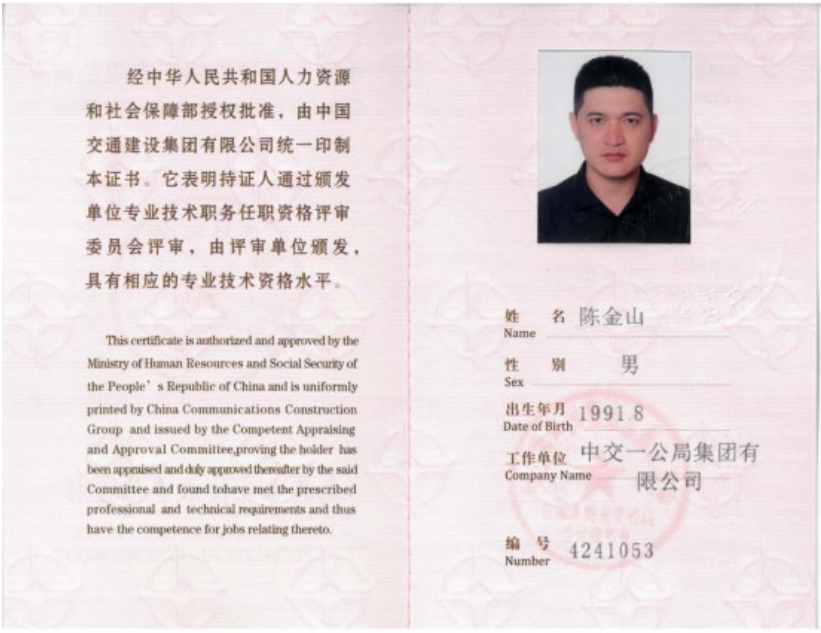 经中华人民共和国人力资源
和社会保障部授权批准，由中国
交通建设集团有限公司统一印制
本证书。它表明持证人通过颁发
单位专业技术职务任职资格评审
委员会评审，由评审单位颁发，
具有相应的专业技术资格水平。
This certificate is authorized and approved by the
Ministry of Human Resources and Social Security of
the People's Republic of China and is uniformly
printed by China Communications Construction
Group and issued by the Competent Appraising
and Approval Committee,proving the holder has
been appraised and duly approved thereafter by the said
Committee and found tohave met the prescribed
professional and technical requirements and thus
have the competence for jobs relating thereto.
姓 名 陈金山
Name
性 别 男
Sex
出生年月 1991.8
Date of Birth
工作单位 中交一公局集团有
Company Name 限公司
编 号 4241053
Number